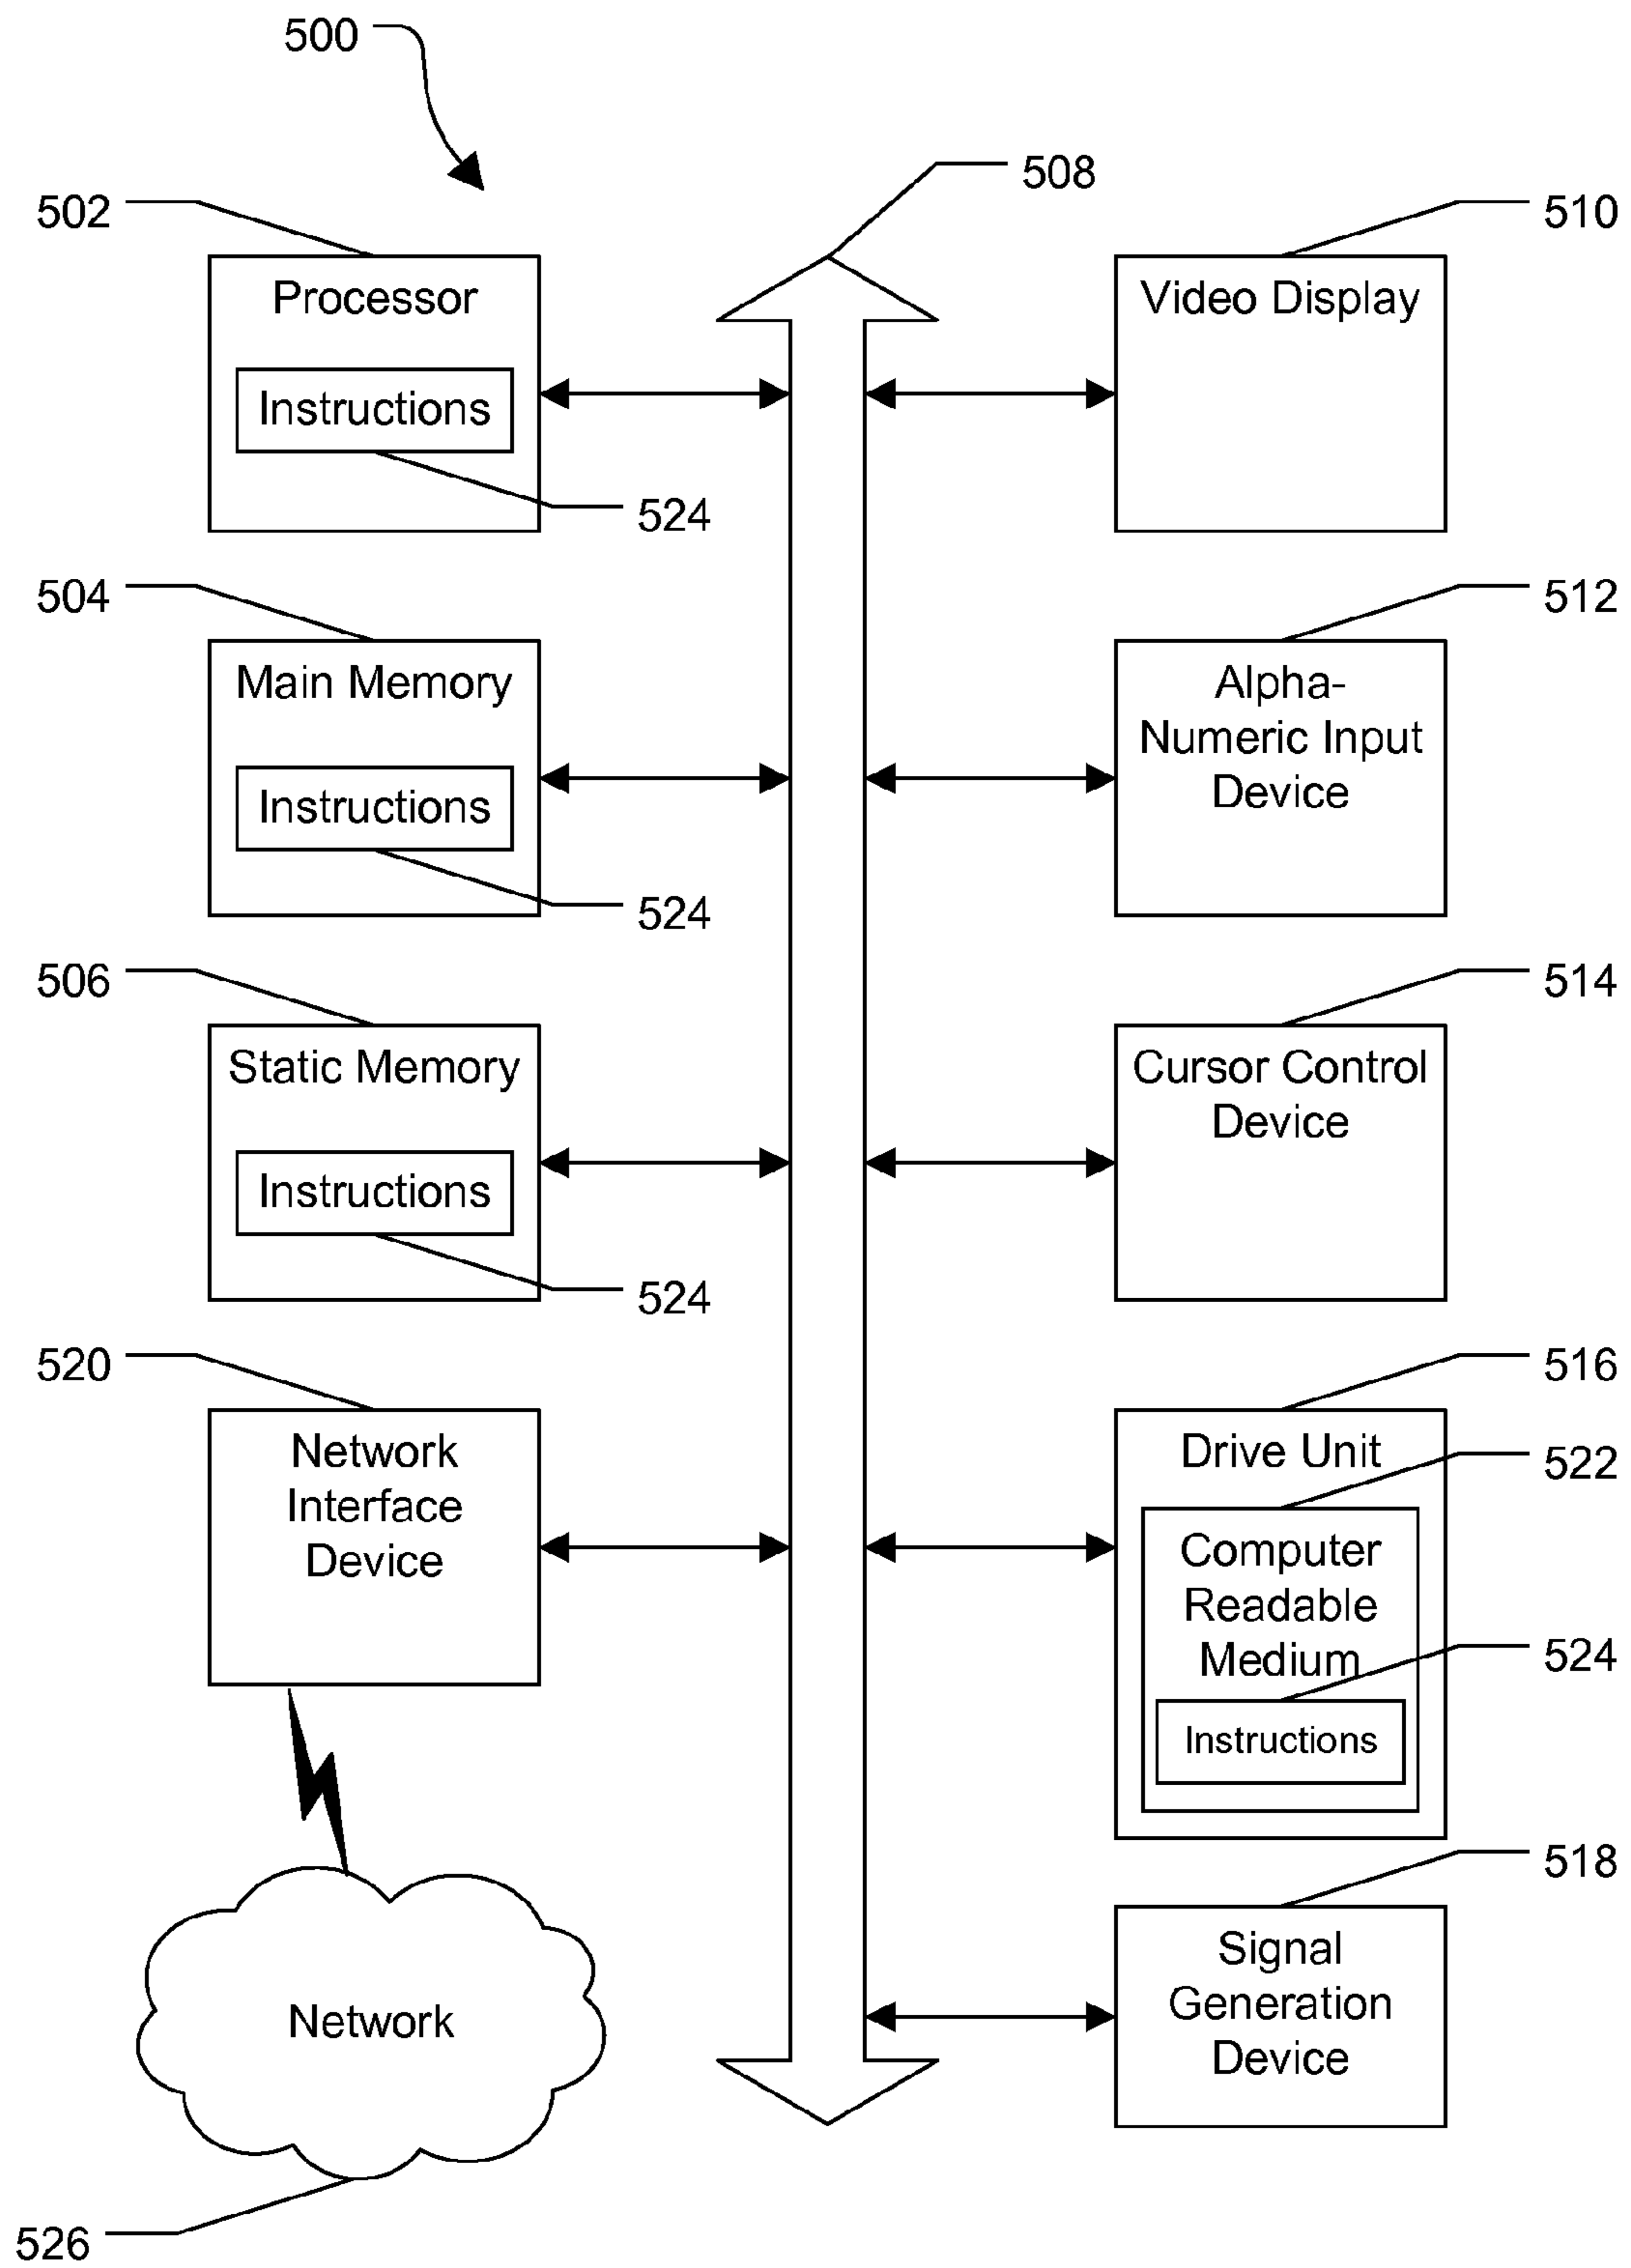 500
508
502
510
Processor
Instructions
524
Video Display
504
512
Main Memory
Instructions
524
Alpha-
Numeric Input
Device
506
514
Static Memory
Instructions
524
Cursor Control
Device
520
516
Network
Interface
Device
Drive Unit
522
Computer
Readable
Medium
524
Instructions
518
Network
Signal
Generation
Device
526